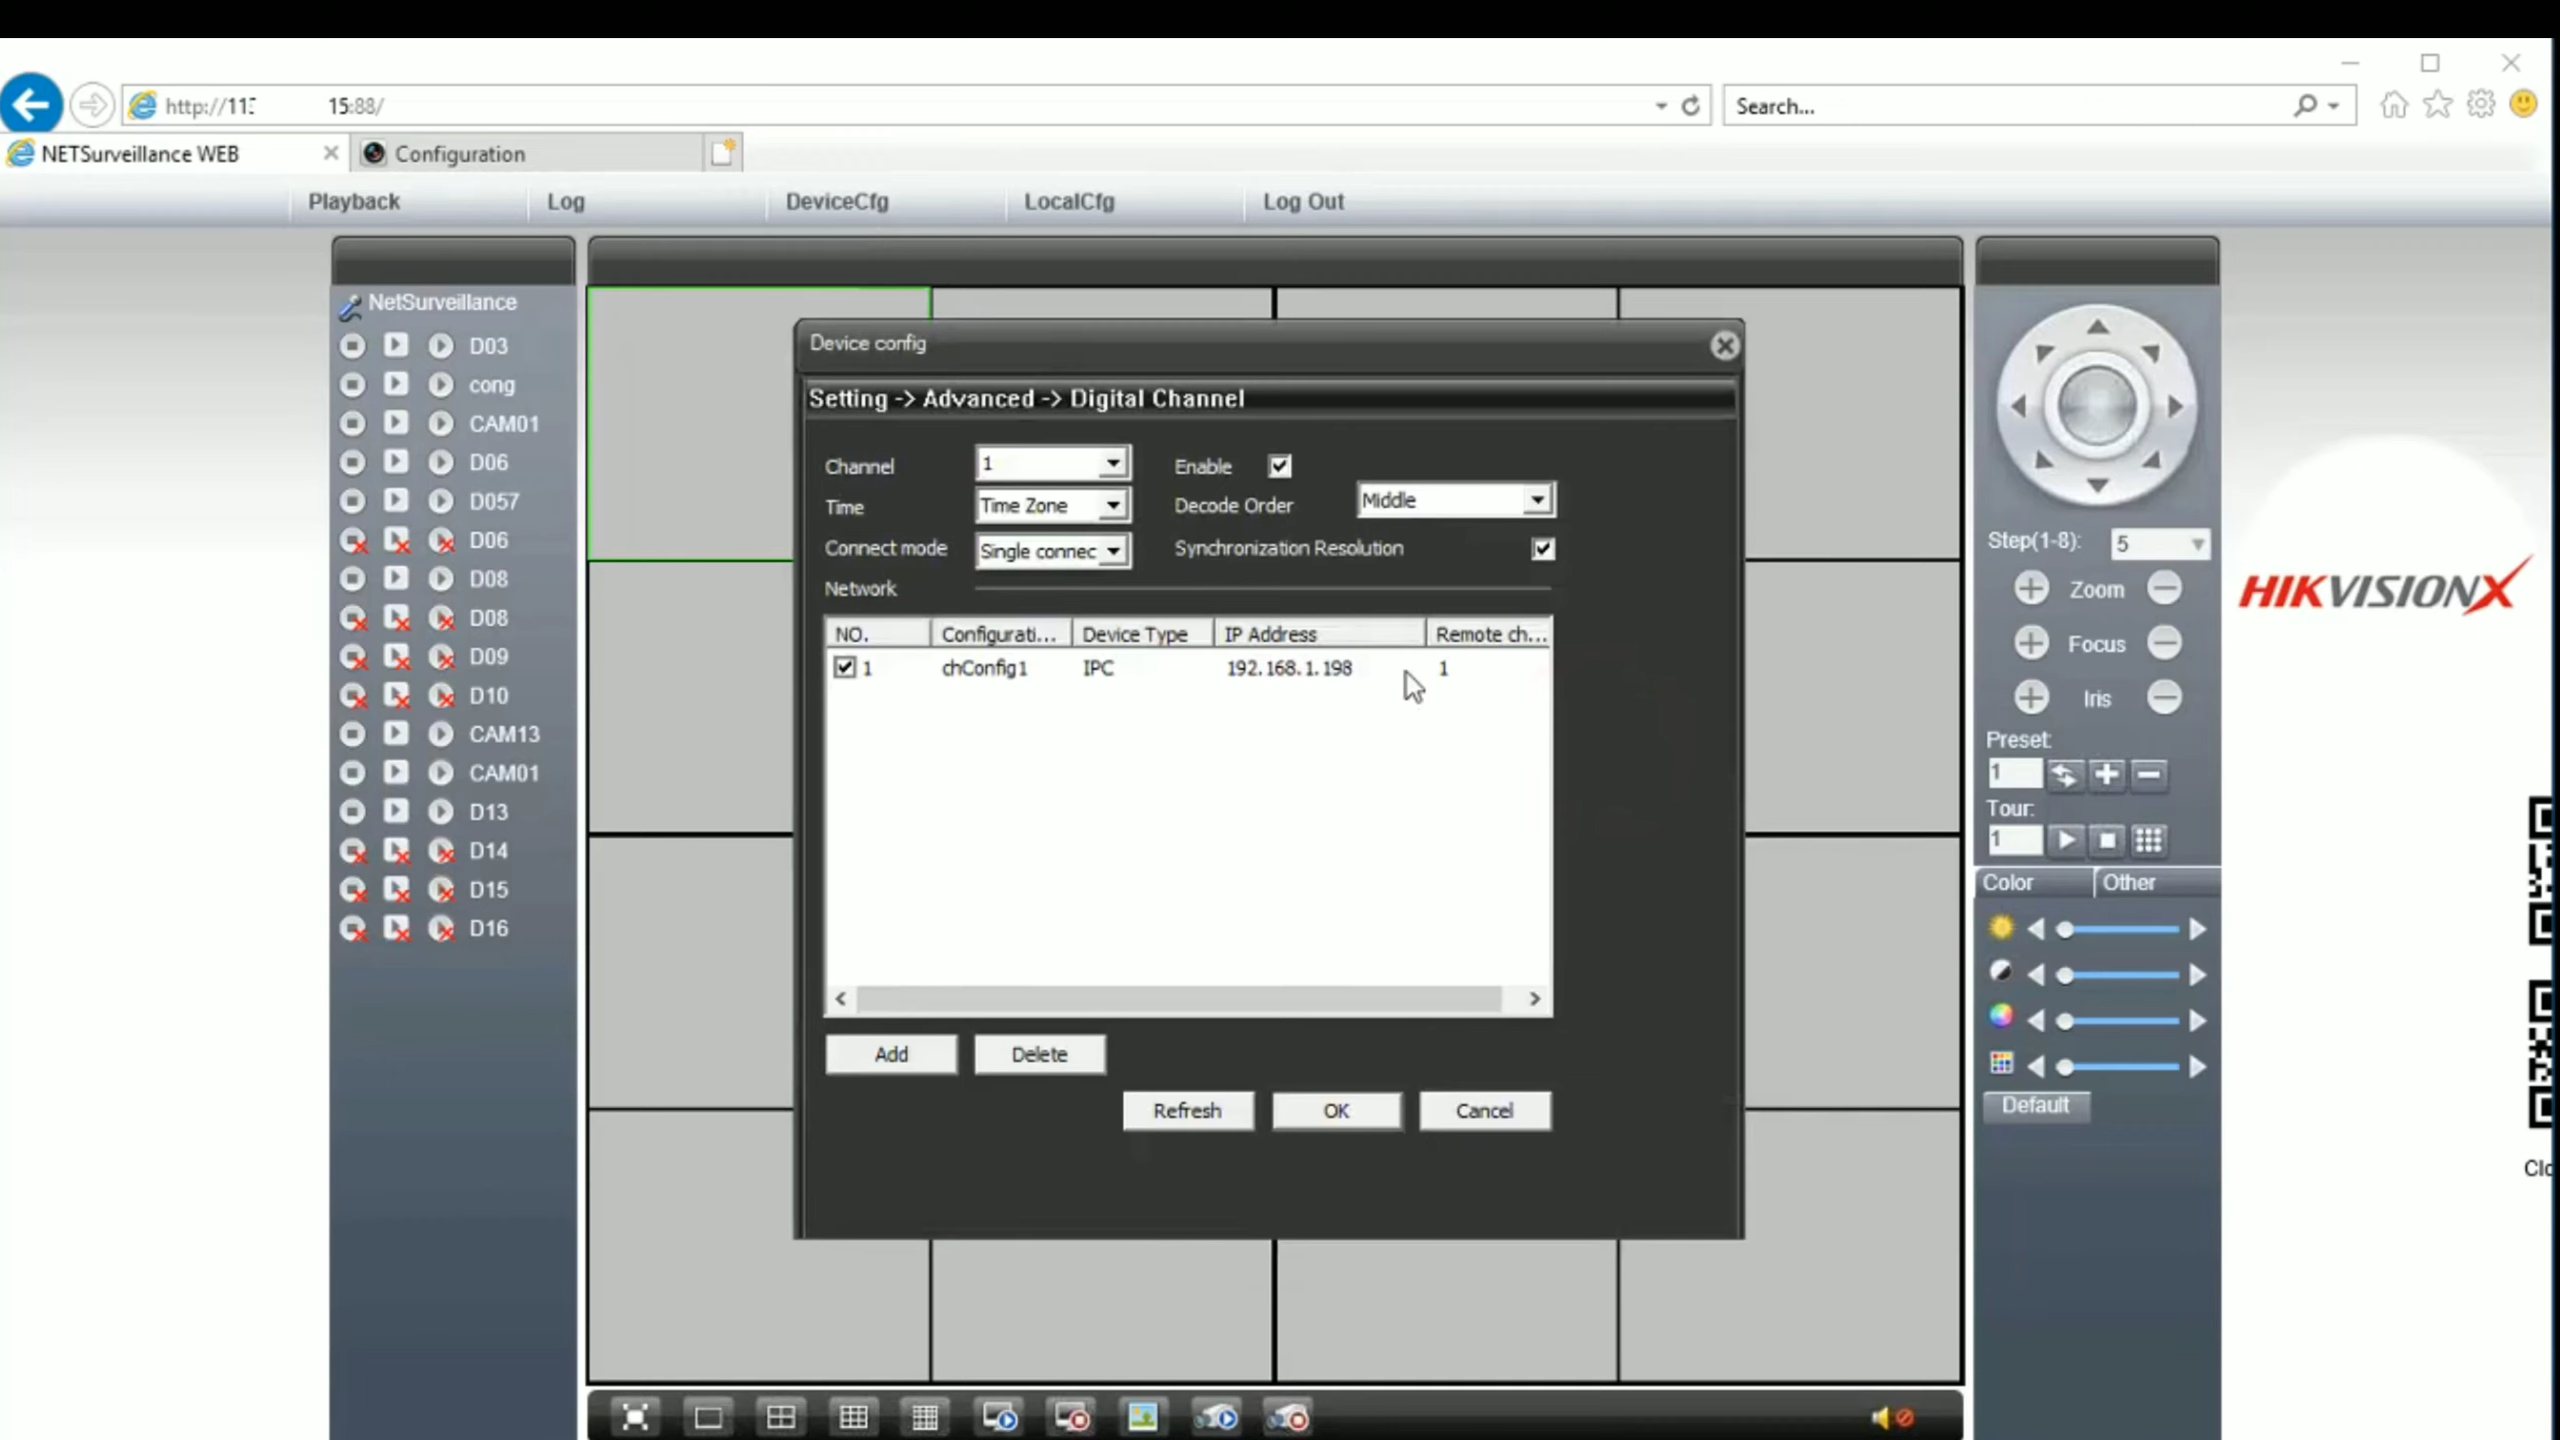 http://11
15:88/
Search...
NETSurveillance WEB
Configuration
Playback
Log
DeviceCfg
LocalCfg
Log Out
NetSurveillance
D03
cong
CAM01
D06
D057
D06
D08
D08
D09
D10
CAM13
CAM01
D13
D14
D15
D16
Device config
Setting -> Advanced -> Digital Channel
Channel 1 Enable
Time Time Zone Decode Order Middle
Connect mode Single connec Synchronization Resolution
Network
NO. Configurati... Device Type IP Address Remote ch...
1 chConfig1 IPC 192.168.1.198 1
Add Delete
Refresh OK Cancel
Step(1-8): 5
Zoom
Focus
Iris
Preset:
1
Tour:
1
Color Other
Default
HIKVISIONX